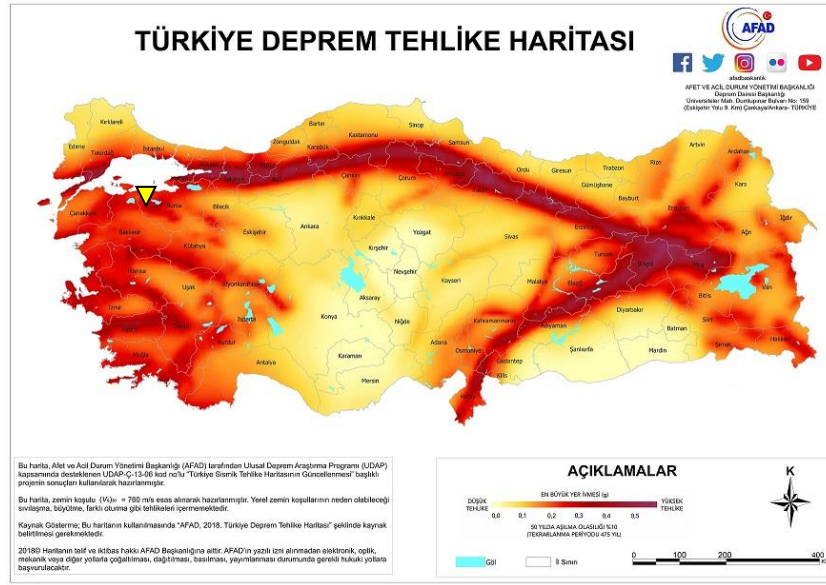 TÜRKİYE DEPREM TEHLİKE HARİTASI
AFAD
afadbaskanlik
AFET VE ACİL DURUM YÖNETİMİ BAŞKANLIĞI
Deprem Dairesi Başkanlığı
Üniversiteler Mah. Dumlupınar Bulvarı No: 159
(Eskişehir Yolu 9. Km) Çankaya/Ankara- TÜRKİYE
Kırklareli
Edirne
Tekirdağ
İstanbul
Zonguldak
Bartın
Karabük
Kastamonu
Sinop
Samsun
Ordu
Giresun
Trabzon
Rize
Artvin
Ardahan
Kars
Gümüşhane
Bayburt
Iğdır
Ağrı
Çankırı
Çorum
Çanakkale
Bursa
Bilecik
Eskişehir
Ankara
Kırıkkale
Yozgat
Sivas
Erzincan
Tunceli
Bingöl
Muş
Balıkesir
Kütahya
Kırşehir
Nevşehir
Kayseri
Malatya
Elazığ
Bitlis
Van
Manisa
Uşak
Afyonkarahisar
Aksaray
Konya
Niğde
Kahramanmaraş
Adıyaman
Diyarbakır
Batman
Siirt
Şırnak
Hakkari
İzmir
Isparta
Burdur
Muğla
Antalya
Karaman
Mersin
Adana
Osmaniye
Gaziantep
Kilis
Şanlıurfa
Mardin
Bu harita, Afet ve Acil Durum Yönetimi Başkanlığı (AFAD) tarafından Ulusal Deprem Araştırma Programı (UDAP)
kapsamında desteklenen UDAP-Ç-13-06 kod no'lu "Türkiye Sismik Tehlike Haritasının Güncellenmesi" başlıklı
projenin sonuçları kullanılarak hazırlanmıştır.
Bu harita, zemin koşulu (Vs)30 = 760 m/s esas alınarak hazırlanmıştır. Yerel zemin koşullarının neden olabileceği
sıvılaşma, büyütme, farklı oturma gibi tehlikeleri içermemektedir.
Kaynak Gösterme; Bu haritanın kullanılmasında "AFAD, 2018. Türkiye Deprem Tehlike Haritası" şeklinde kaynak
belirtilmesi gerekmektedir.
2018© Haritanın telif ve iktibas hakkı AFAD Başkanlığına aittir. AFAD'ın yazılı izni alınmadan elektronik, optik,
mekanik veya diğer yollarla çoğaltılması, dağıtılması, basılması, yayımlanması durumunda gerekli hukuki yollara
başvurulacaktır.
AÇIKLAMALAR
EN BÜYÜK YER İVMESİ (g)
DÜŞÜK
TEHLİKE
YÜKSEK
TEHLİKE
0,0 0,1 0,2 0,3 0,4 0,5
50 YILDA AŞILMA OLASILIĞI %10
(TEKRARLANMA PERİYODU 475 YIL)
Göl
İl Sınırı
K
0 100 200 400